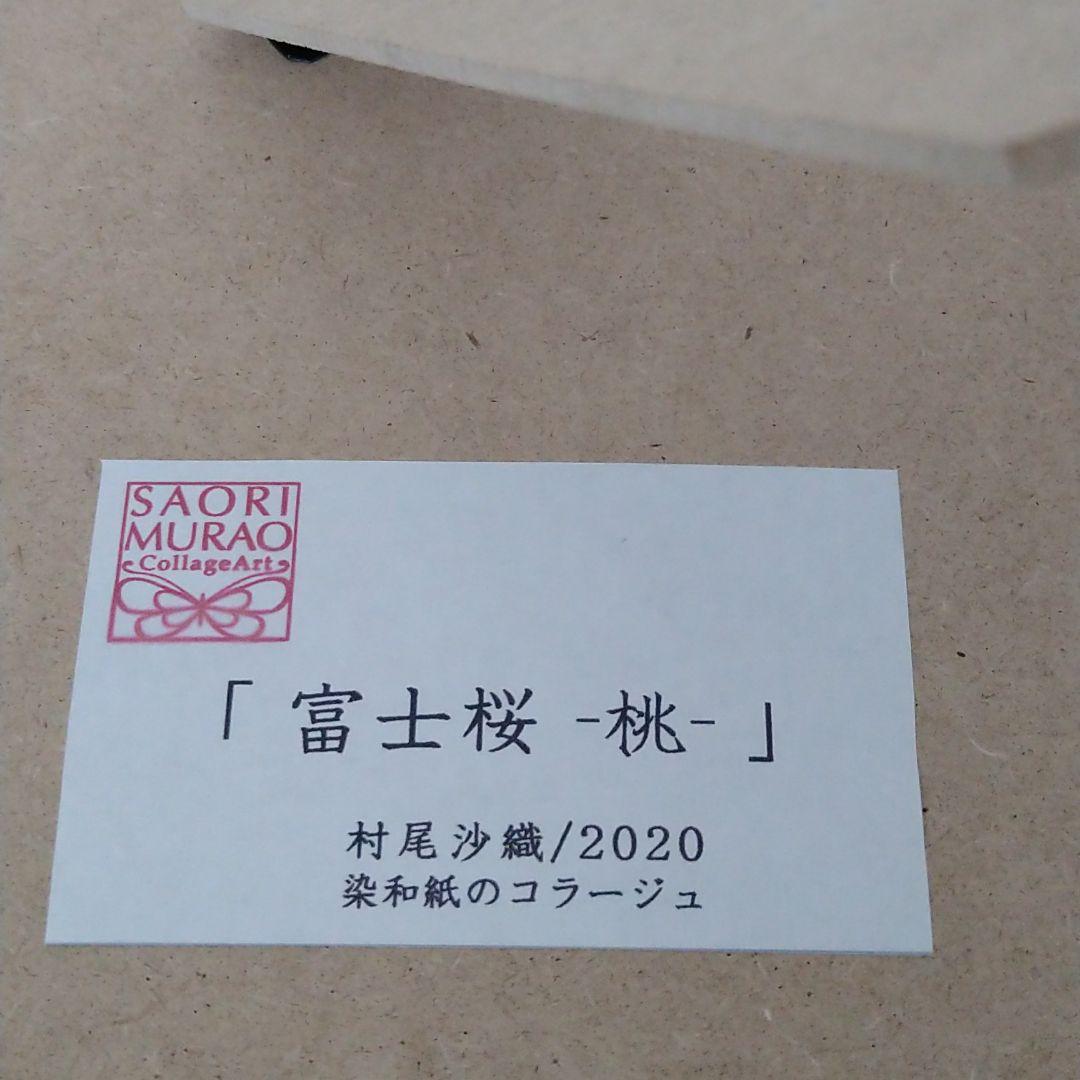 SAORI
MURAO
CollageArt
「富士桜 -桃-」
村尾沙織/2020
染和紙のコラージュ